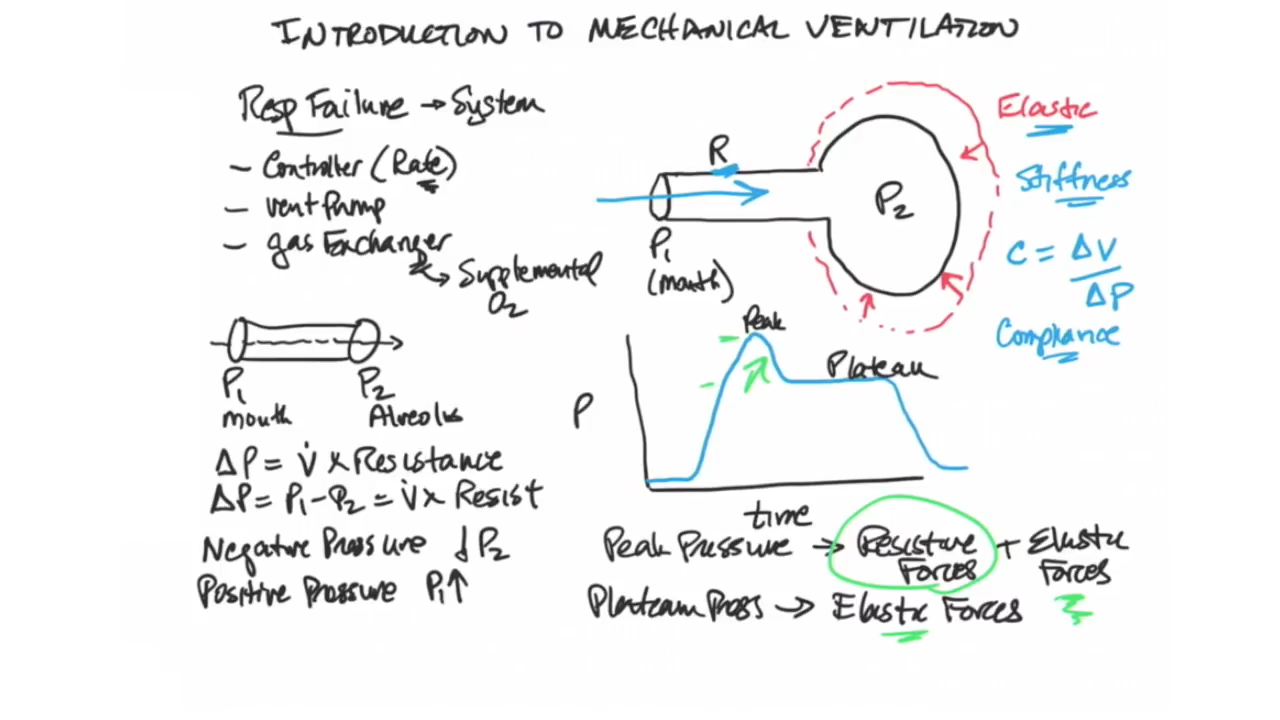 INTRODUCTION TO MECHANICAL VENTILATION
Resp Failure → System
– Controller (Rate)
– vent Pump
– gas Exchanger
↳ Supplemental
O₂
P₁
mouth
P₂
Alveolus
ΔP = V̇ × Resistance
ΔP = P₁ – P₂ = V̇ × Resist
Negative Pressure ↓ P₂
Positive Pressure P₁↑
R
P₁
(mouth)
P₂
Elastic
Stiffness
C = ΔV
ΔP
Compliance
Peak
Plateau
P
time
Peak Pressure → Resistive + Elastic
Forces Forces
Plateau Press → Elastic Forces